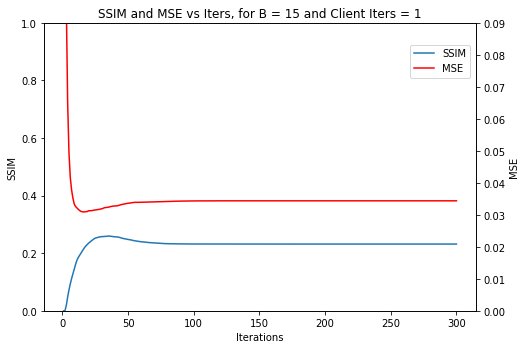 SSIM and MSE vs Iters, for B = 15 and Client Iters = 1
1.0
0.8
0.6
0.4
0.2
0.0
SSIM
0 50 100 150 200 250 300
Iterations
0.09
0.08
0.07
0.06
0.05
0.04
0.03
0.02
0.01
0.00
MSE
SSIM
MSE